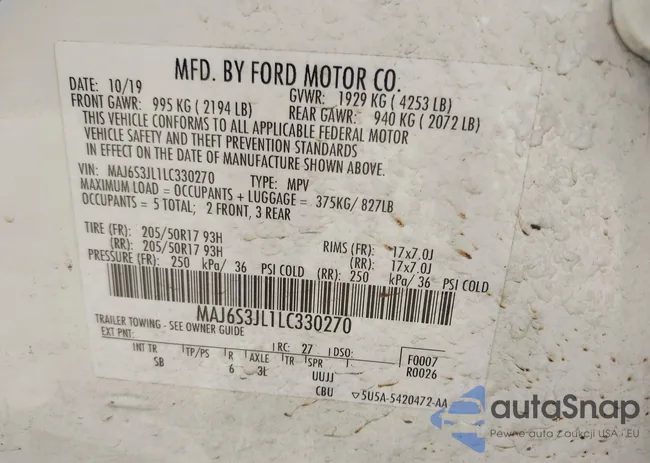 MFD. BY FORD MOTOR CO.
DATE: 10/19 GVWR: 1929 KG ( 4253 LB)
FRONT GAWR: 995 KG ( 2194 LB) REAR GAWR: 940 KG ( 2072 LB)
THIS VEHICLE CONFORMS TO ALL APPLICABLE FEDERAL MOTOR
VEHICLE SAFETY AND THEFT PREVENTION STANDARDS
IN EFFECT ON THE DATE OF MANUFACTURE SHOWN ABOVE.
VIN: MAJ6S3JL1LC330270 TYPE: MPV
MAXIMUM LOAD = OCCUPANTS + LUGGAGE = 375KG/ 827LB
OCCUPANTS = 5 TOTAL; 2 FRONT, 3 REAR
TIRE (FR): 205/50R17 93H RIMS (FR): 17x7.0J
(RR): 205/50R17 93H (RR): 17x7.0J
PRESSURE (FR): 250 kPa/ 36 PSI COLD (RR): 250 kPa/ 36 PSI COLD
MAJ6S3JL1LC330270
TRAILER TOWING - SEE OWNER GUIDE
EXT PNT: RC: 27 DSO: F0007
INT TR TP/PS R AXLE TR SPR R0026
SB 6 3L UUJJ
CBU 5U5A-5420472-AA
autaSnap
Pewne auta z aukcji USA i EU